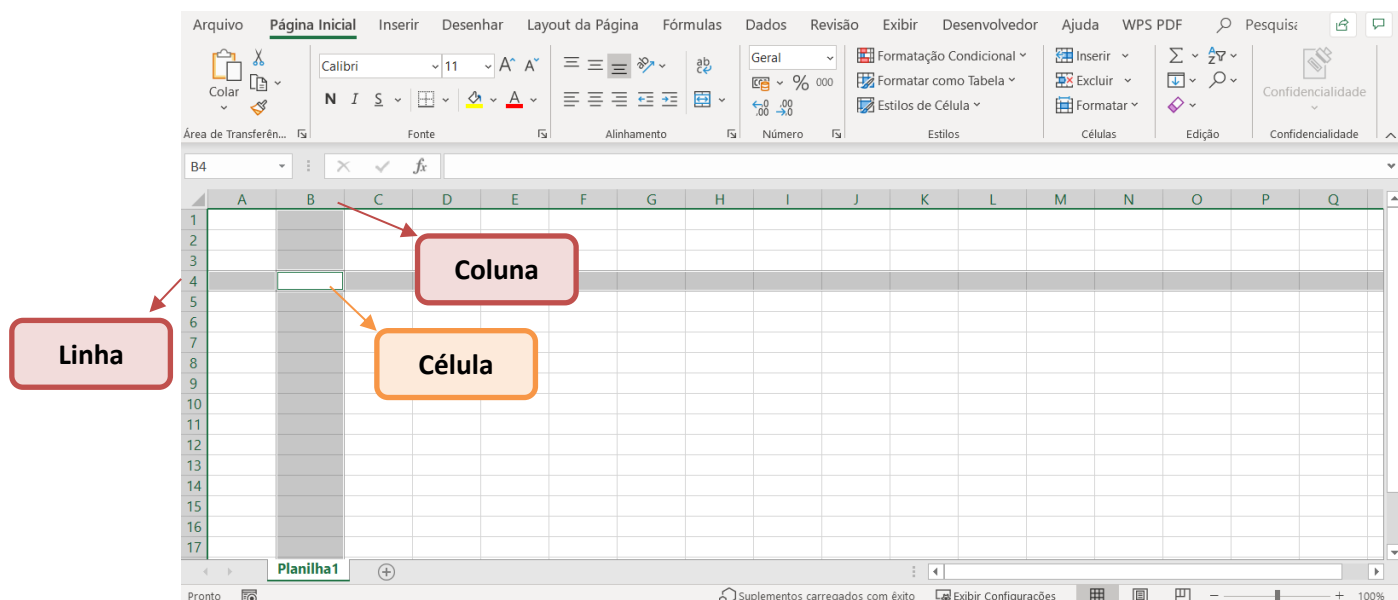 Arquivo Página Inicial Inserir Desenhar Layout da Página Fórmulas Dados Revisão Exibir Desenvolvedor Ajuda WPS PDF Pesquisa
Colar Calibri 11 A^ A˅ ab c Geral Formatação Condicional Inserir Σ A Z
N I S A % 000 Formatar como Tabela Excluir Confidencialidade
,00 ,00 Estilos de Célula Formatar
Área de Transferên... Fonte Alinhamento Número Estilos Células Edição Confidencialidade
B4 fx
A B C D E F G H I J K L M N O P Q
1
2
3
Coluna
4
5
6
Linha
7
Célula
8
9
10
11
12
13
14
15
16
17
Planilha1
Pronto Suplementos carregados com êxito Exibir Configurações 100%